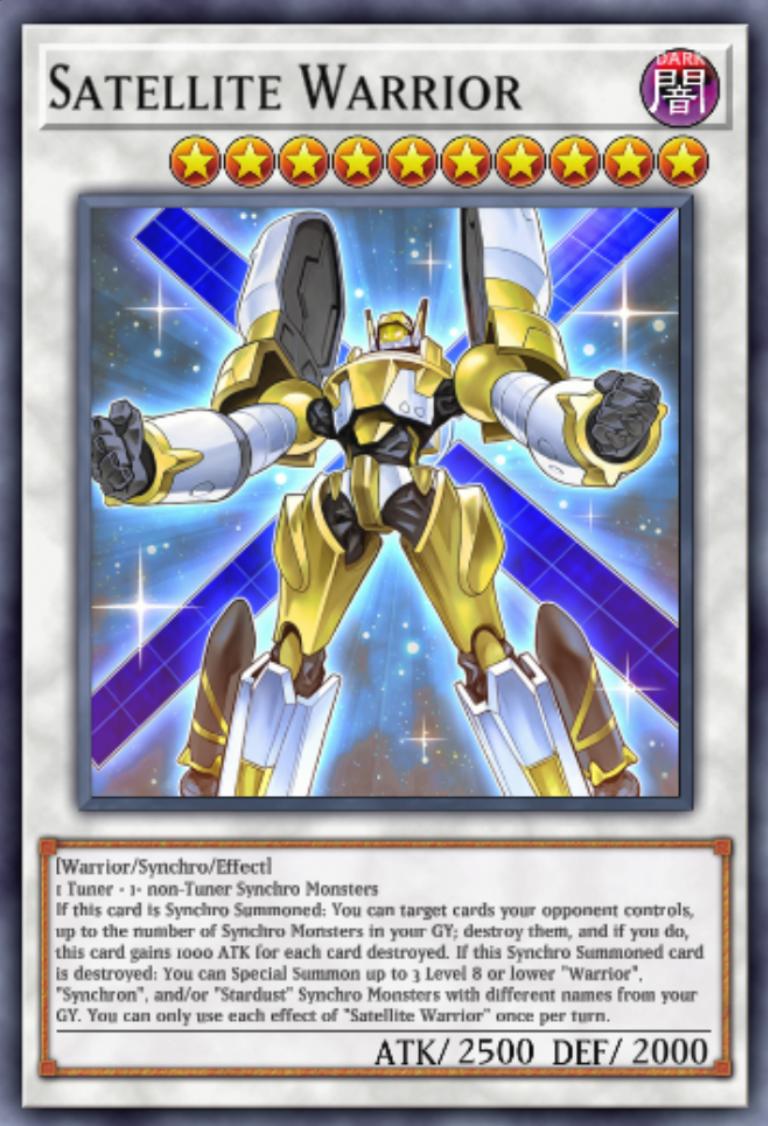 SATELLITE WARRIOR
DARK
闇
[Warrior/Synchro/Effect]
1 Tuner + 1+ non-Tuner Synchro Monsters
If this card is Synchro Summoned: You can target cards your opponent controls,
up to the number of Synchro Monsters in your GY; destroy them, and if you do,
this card gains 1000 ATK for each card destroyed. If this Synchro Summoned card
is destroyed: You can Special Summon up to 3 Level 8 or lower "Warrior",
"Synchron", and/or "Stardust" Synchro Monsters with different names from your
GY. You can only use each effect of "Satellite Warrior" once per turn.
ATK/ 2500 DEF/ 2000